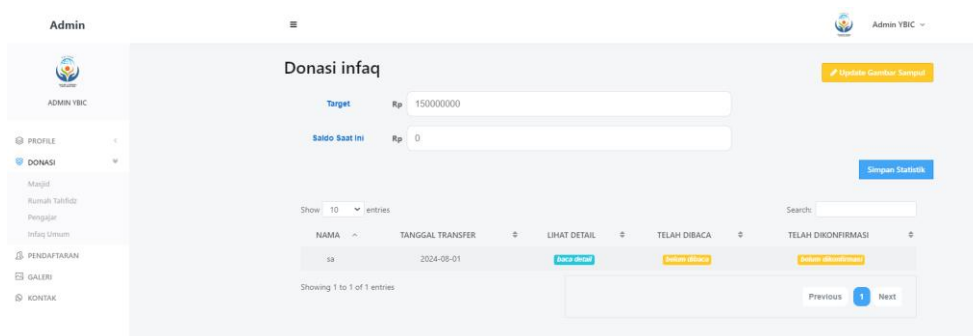 Admin
Admin YBIC
ADMIN YBIC
PROFILE
DONASI
Masjid
Rumah Tahfidz
Pengajar
Infaq Umum
PENDAFTARAN
GALERI
KONTAK
Donasi infaq
Update Gambar Sampul
Target Rp 150000000
Saldo Saat Ini Rp 0
Simpan Statistik
Show 10 entries Search:
NAMA TANGGAL TRANSFER LIHAT DETAIL TELAH DIBACA TELAH DIKONFIRMASI
sa 2024-08-01 baca detail belum dibaca belum dikonfirmasi
Showing 1 to 1 of 1 entries
Previous 1 Next